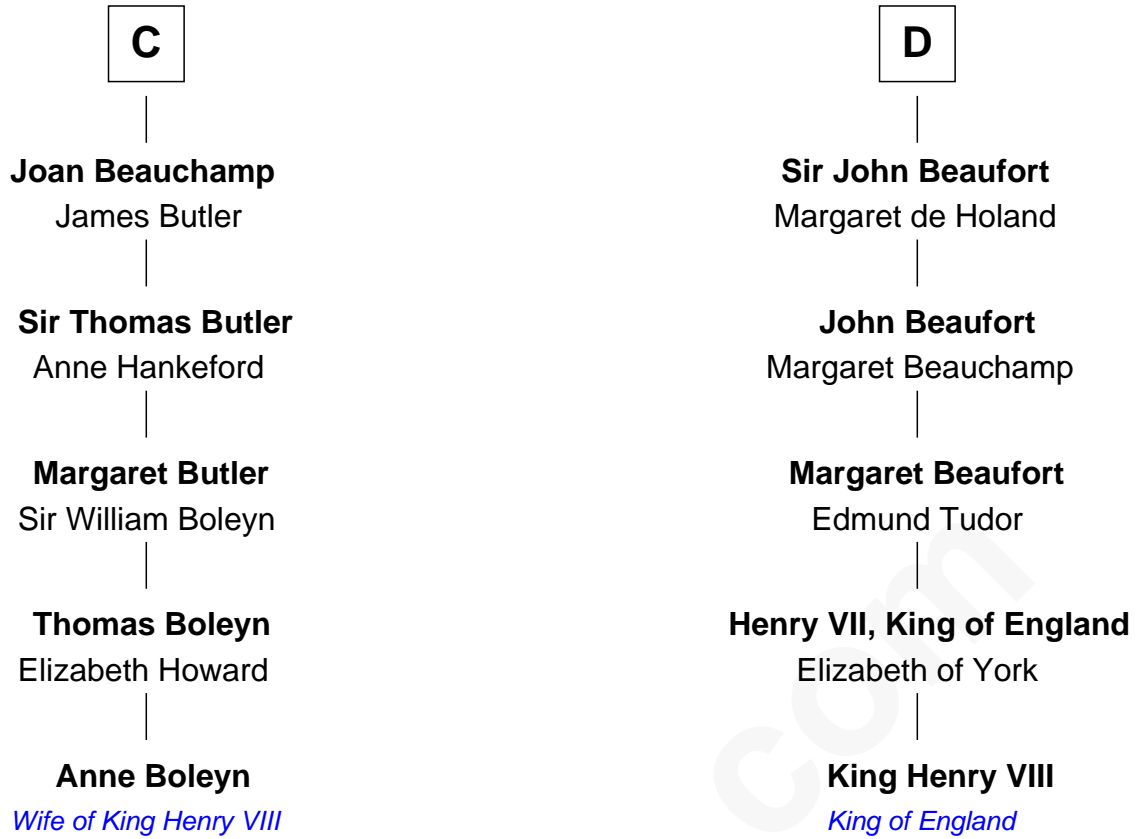 C
Joan Beauchamp
James Butler
Sir Thomas Butler
Anne Hankeford
Margaret Butler
Sir William Boleyn
Thomas Boleyn
Elizabeth Howard
Anne Boleyn
Wife of King Henry VIII
D
Sir John Beaufort
Margaret de Holand
John Beaufort
Margaret Beauchamp
Margaret Beaufort
Edmund Tudor
Henry VII, King of England
Elizabeth of York
King Henry VIII
King of England
com